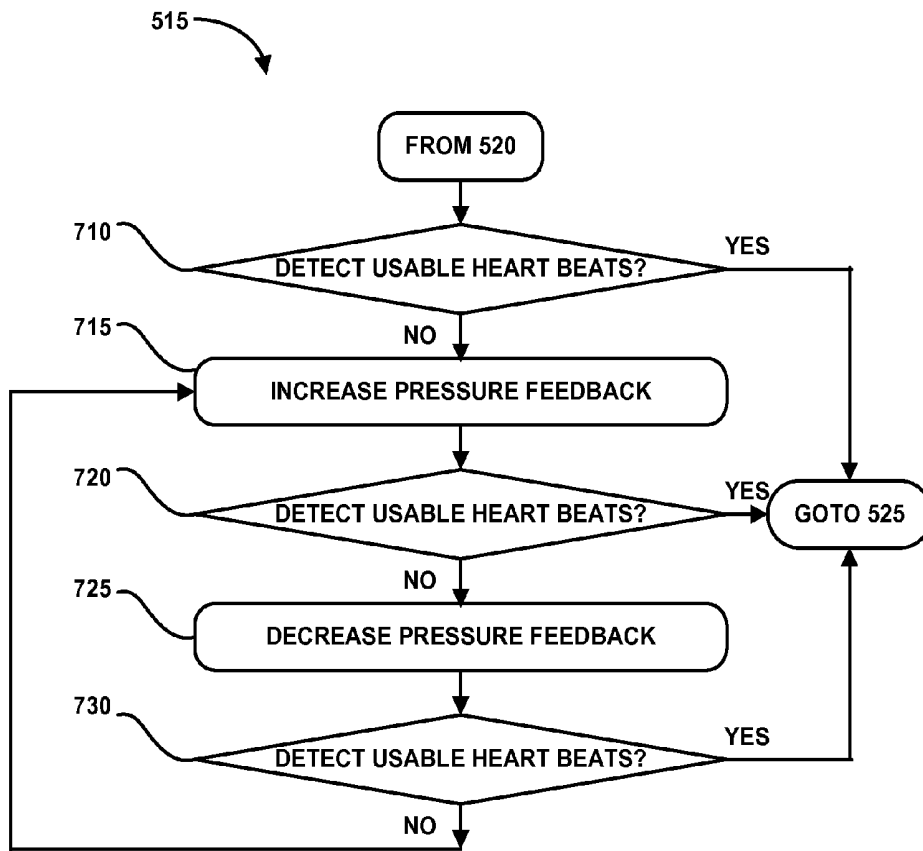 515
FROM 520
710
DETECT USABLE HEART BEATS?
YES
NO
715
INCREASE PRESSURE FEEDBACK
720
DETECT USABLE HEART BEATS?
YES
GOTO 525
NO
725
DECREASE PRESSURE FEEDBACK
730
DETECT USABLE HEART BEATS?
YES
NO